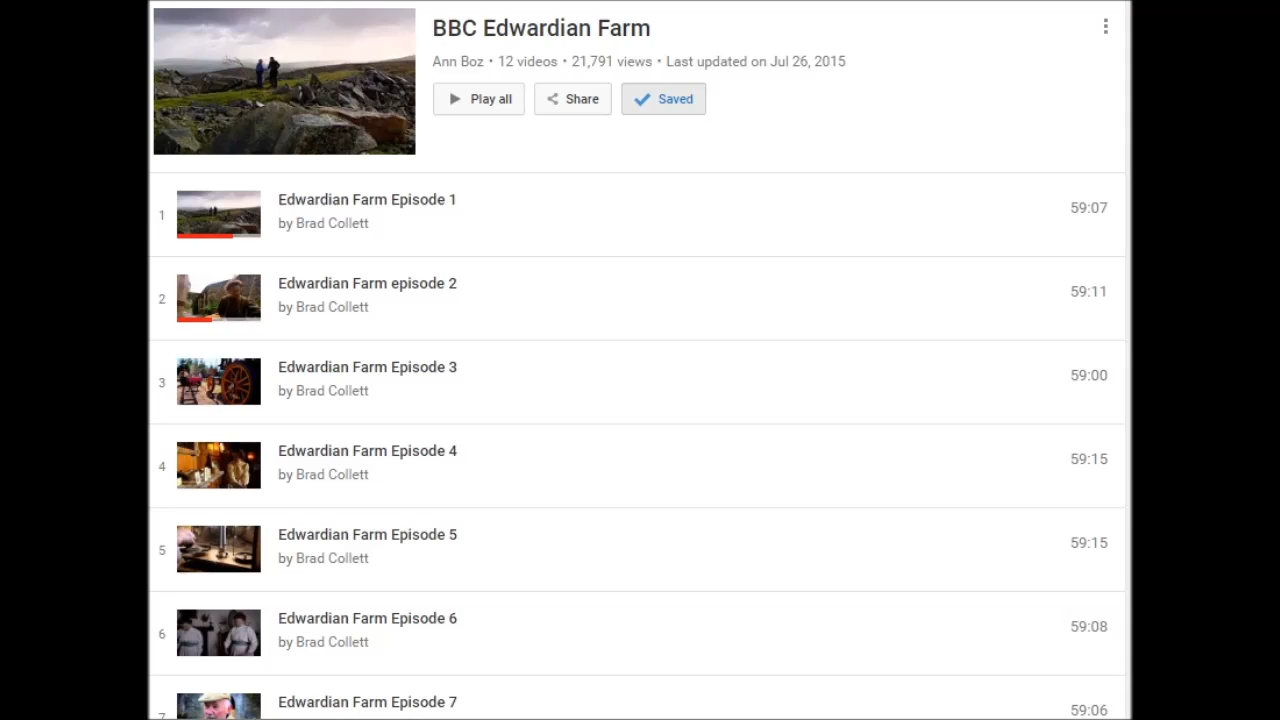 BBC Edwardian Farm
Ann Boz • 12 videos • 21,791 views • Last updated on Jul 26, 2015
Play all
Share
Saved
1
Edwardian Farm Episode 1
by Brad Collett
59:07
2
Edwardian Farm episode 2
by Brad Collett
59:11
3
Edwardian Farm Episode 3
by Brad Collett
59:00
4
Edwardian Farm Episode 4
by Brad Collett
59:15
5
Edwardian Farm Episode 5
by Brad Collett
59:15
6
Edwardian Farm Episode 6
by Brad Collett
59:08
7
Edwardian Farm Episode 7
59:06